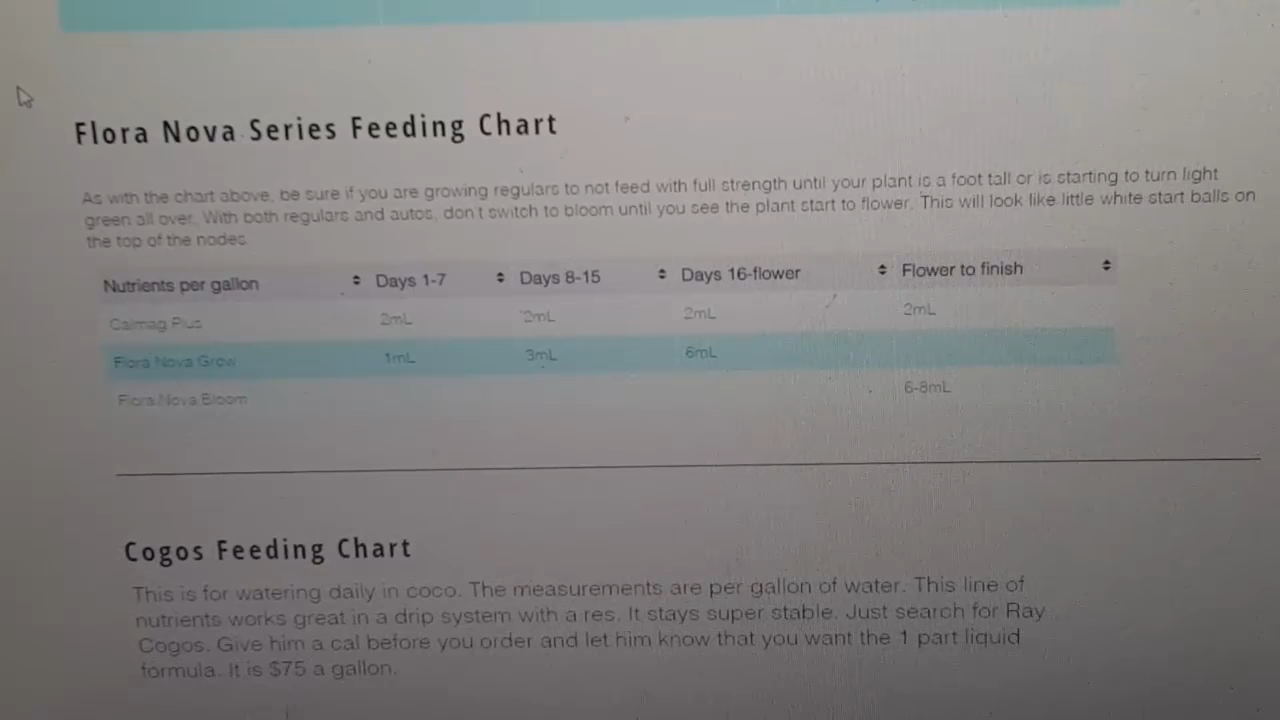 Flora Nova Series Feeding Chart
As with the chart above, be sure if you are growing regulars to not feed with full strength until your plant is a foot tall or is starting to turn light
green all over. With both regulars and autos, don't switch to bloom until you see the plant start to flower. This will look like little white start balls on
the top of the nodes
Nutrients per gallon Days 1-7 Days 8-15 Days 16-flower Flower to finish
Calmag Plus 2mL 2mL 2mL 2mL
Flora Nova Grow 1mL 3mL 6mL
Flora Nova Bloom 6-8mL
Cogos Feeding Chart
This is for watering daily in coco. The measurements are per gallon of water. This line of
nutrients works great in a drip system with a res. It stays super stable. Just search for Ray
Cogos. Give him a cal before you order and let him know that you want the 1 part liquid
formula. It is $75 a gallon.